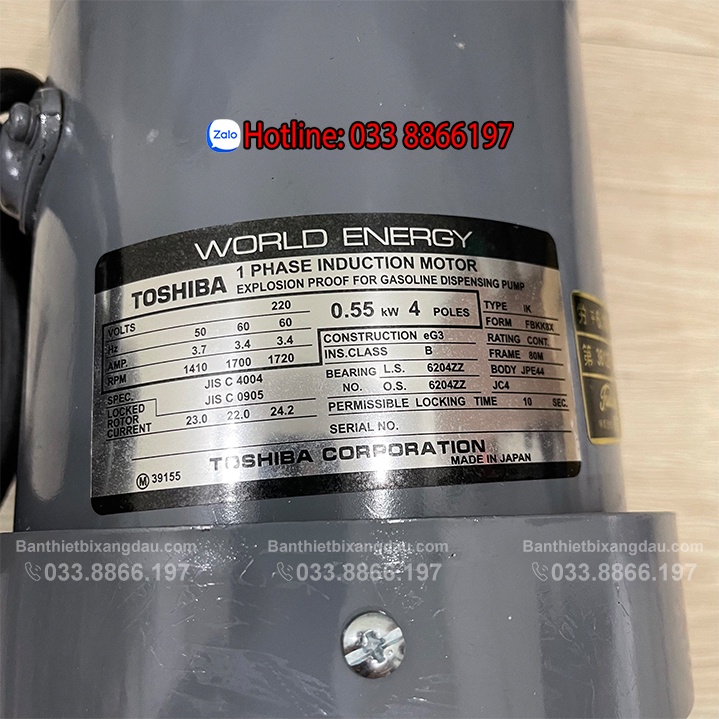 Zalo Hotline: 033 8866197
WORLD ENERGY
TOSHIBA 1 PHASE INDUCTION MOTOR
EXPLOSION PROOF FOR GASOLINE DISPENSING PUMP
VOLTS 220
Hz 50 60 60
AMP. 3.7 3.4 3.4
RPM 1410 1700 1720
SPEC. JIS C 4004
JIS C 0905
LOCKED ROTOR CURRENT 23.0 22.0 24.2
0.55 kW 4 POLES
CONSTRUCTION eG3
INS.CLASS B
BEARING L.S. 6204ZZ
NO. O.S. 6204ZZ
TYPE IK
FORM FBKK8X
RATING CONT.
FRAME 80M
BODY JPE44
JC4
PERMISSIBLE LOCKING TIME 10 SEC.
SERIAL NO.
TOSHIBA CORPORATION
MADE IN JAPAN
M 39155
Banthietbixangdau.com Banthietbixangdau.com Banthietbixangdau.com
033.8866.197 033.8866.197 033.8866.197